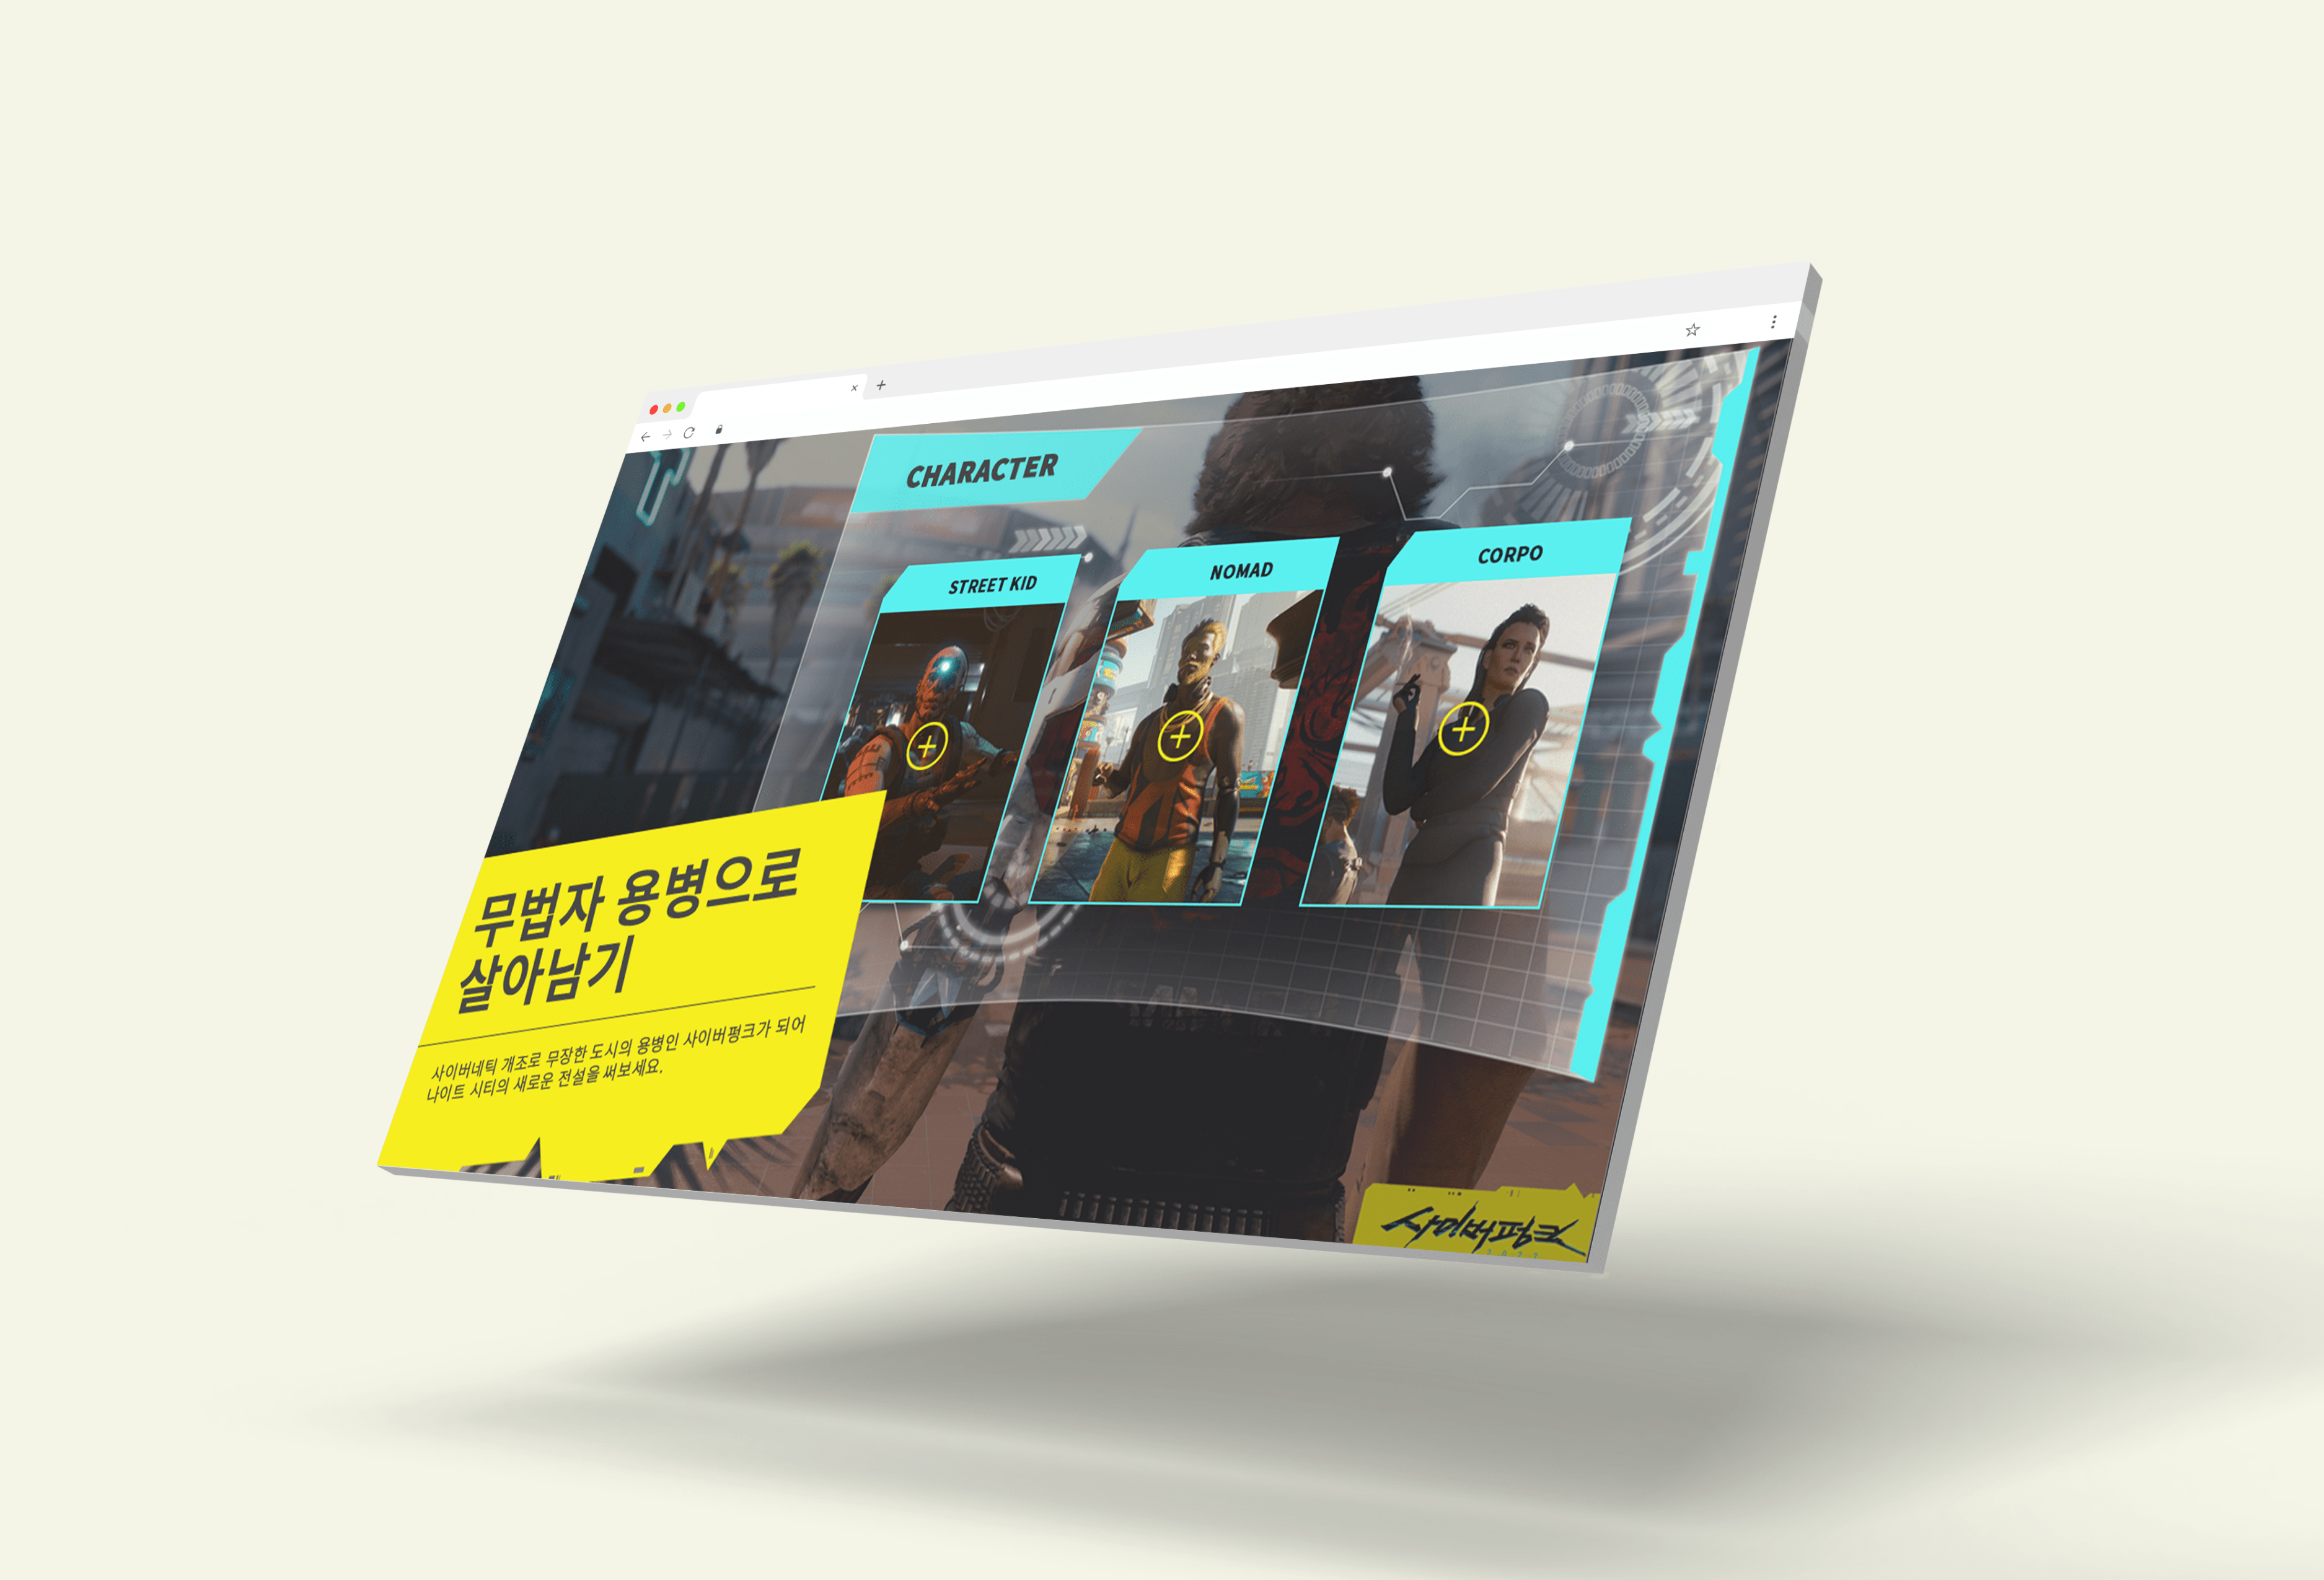 CHARACTER
STREET KID
NOMAD
CORPO
무법자 용병으로
살아남기
사이버네틱 개조로 무장한 도시의 용병인 사이버펑크가 되어
나이트 시티의 새로운 전설을 써보세요.
사이버펑크
2077